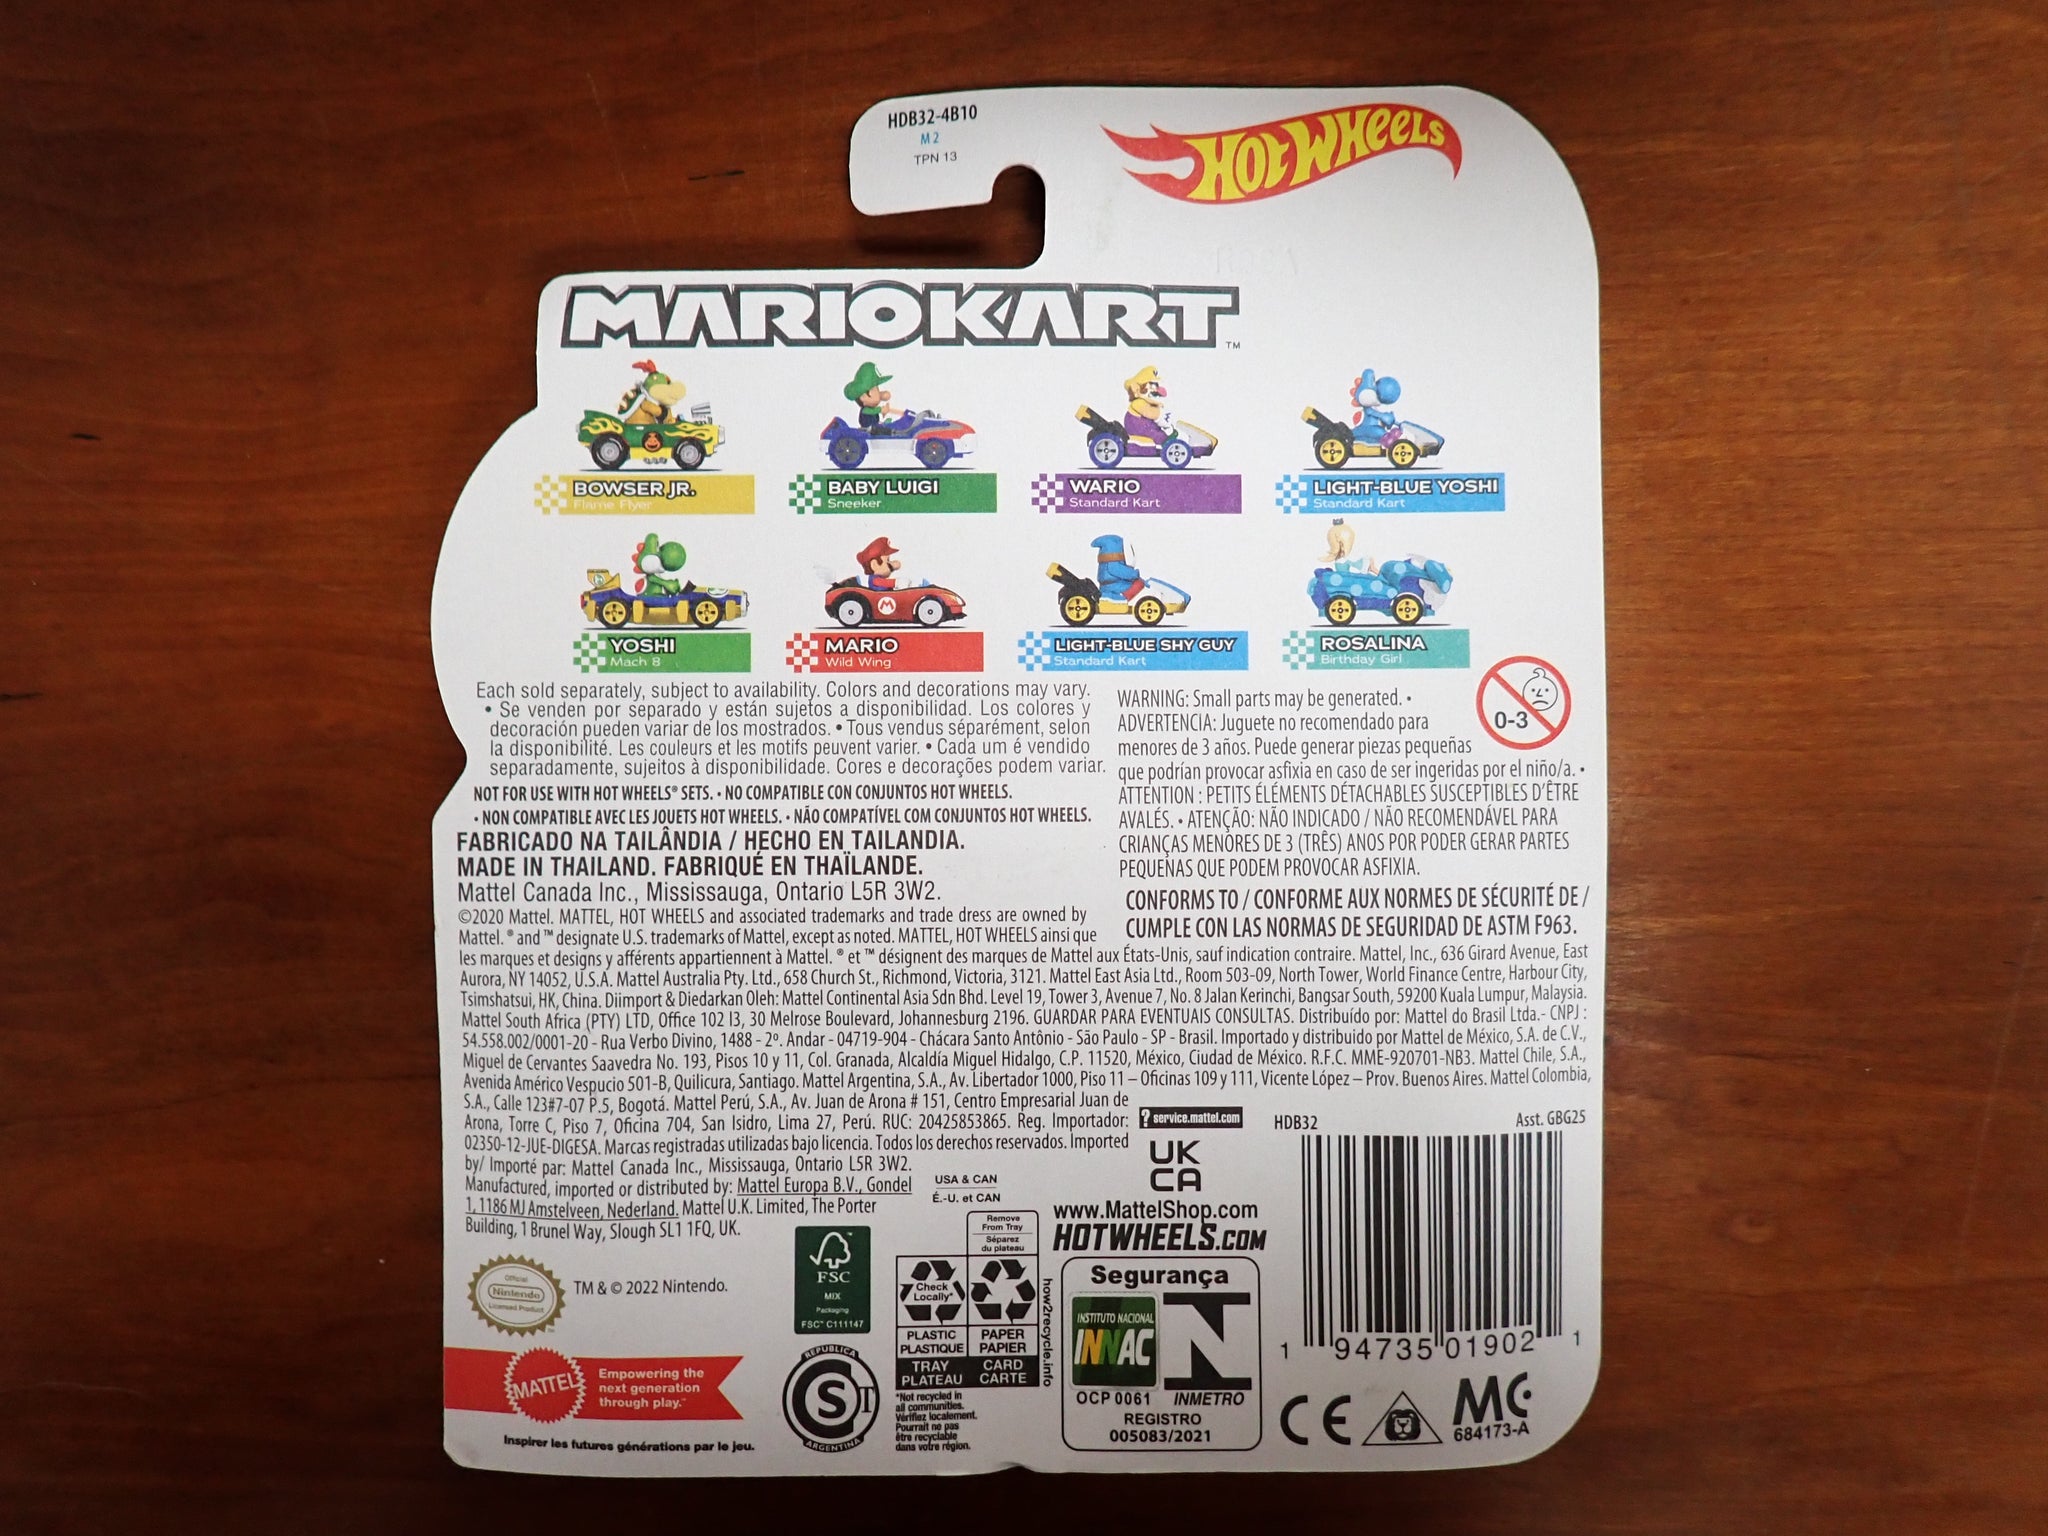 HDB32-4B10
M 2
TPN 13
HOT WHEELS
MARIOKART™
BOWSER JR.
Flame Flyer
BABY LUIGI
Sneeker
WARIO
Standard Kart
LIGHT-BLUE YOSHI
Standard Kart
YOSHI
Mach 8
MARIO
Wild Wing
LIGHT-BLUE SHY GUY
Standard Kart
ROSALINA
Birthday Girl
Each sold separately, subject to availability. Colors and decorations may vary.
• Se venden por separado y están sujetos a disponibilidad. Los colores y
decoración pueden variar de los mostrados. • Tous vendus séparément, selon
la disponibilité. Les couleurs et les motifs peuvent varier. • Cada um é vendido
separadamente, sujeitos à disponibilidade. Cores e decorações podem variar.
NOT FOR USE WITH HOT WHEELS® SETS. • NO COMPATIBLE CON CONJUNTOS HOT WHEELS.
• NON COMPATIBLE AVEC LES JOUETS HOT WHEELS. • NÃO COMPATÍVEL COM CONJUNTOS HOT WHEELS.
FABRICADO NA TAILÂNDIA / HECHO EN TAILANDIA.
MADE IN THAILAND. FABRIQUÉ EN THAÏLANDE.
Mattel Canada Inc., Mississauga, Ontario L5R 3W2.
WARNING: Small parts may be generated. •
ADVERTENCIA: Juguete no recomendado para
menores de 3 años. Puede generar piezas pequeñas
que podrían provocar asfixia en caso de ser ingeridas por el niño/a. •
ATTENTION : PETITS ÉLÉMENTS DÉTACHABLES SUSCEPTIBLES D'ÊTRE
AVALÉS. • ATENÇÃO: NÃO INDICADO / NÃO RECOMENDÁVEL PARA
CRIANÇAS MENORES DE 3 (TRÊS) ANOS POR PODER GERAR PARTES
PEQUENAS QUE PODEM PROVOCAR ASFIXIA.
0-3
CONFORMS TO / CONFORME AUX NORMES DE SÉCURITÉ DE /
CUMPLE CON LAS NORMAS DE SEGURIDAD DE ASTM F963.
©2020 Mattel. MATTEL, HOT WHEELS and associated trademarks and trade dress are owned by
Mattel. ® and ™ designate U.S. trademarks of Mattel, except as noted. MATTEL, HOT WHEELS ainsi que
les marques et designs y afférents appartiennent à Mattel. ® et ™ désignent des marques de Mattel aux États-Unis, sauf indication contraire. Mattel, Inc., 636 Girard Avenue, East
Aurora, NY 14052, U.S.A. Mattel Australia Pty. Ltd., 658 Church St., Richmond, Victoria, 3121. Mattel East Asia Ltd., Room 503-09, North Tower, World Finance Centre, Harbour City,
Tsimshatsui, HK, China. Diimport & Diedarkan Oleh: Mattel Continental Asia Sdn Bhd. Level 19, Tower 3, Avenue 7, No. 8 Jalan Kerinchi, Bangsar South, 59200 Kuala Lumpur, Malaysia.
Mattel South Africa (PTY) LTD, Office 102 I3, 30 Melrose Boulevard, Johannesburg 2196. GUARDAR PARA EVENTUAIS CONSULTAS. Distribuído por: Mattel do Brasil Ltda.- CNPJ :
54.558.002/0001-20 - Rua Verbo Divino, 1488 - 2º. Andar - 04719-904 - Chácara Santo Antônio - São Paulo - SP - Brasil. Importado y distribuido por Mattel de México, S.A. de C.V.,
Miguel de Cervantes Saavedra No. 193, Pisos 10 y 11, Col. Granada, Alcaldía Miguel Hidalgo, C.P. 11520, México, Ciudad de México. R.F.C. MME-920701-NB3. Mattel Chile, S.A.,
Avenida Américo Vespucio 501-B, Quilicura, Santiago. Mattel Argentina, S.A., Av. Libertador 1000, Piso 11 – Oficinas 109 y 111, Vicente López – Prov. Buenos Aires. Mattel Colombia,
S.A., Calle 123#7-07 P.5, Bogotá. Mattel Perú, S.A., Av. Juan de Arona # 151, Centro Empresarial Juan de
Arona, Torre C, Piso 7, Oficina 704, San Isidro, Lima 27, Perú. RUC: 20425853865. Reg. Importador:
02350-12-JUE-DIGESA. Marcas registradas utilizadas bajo licencia. Todos los derechos reservados. Imported
by/ Importé par: Mattel Canada Inc., Mississauga, Ontario L5R 3W2.
Manufactured, imported or distributed by: Mattel Europa B.V., Gondel
1, 1186 MJ Amstelveen, Nederland. Mattel U.K. Limited, The Porter
Building, 1 Brunel Way, Slough SL1 1FQ, UK.
? service.mattel.com
UK
CA
HDB32
Asst. GBG25
www.MattelShop.com
HOTWHEELS.COM
USA & CAN
É.-U. et CAN
Remove
From Tray
Séparez
du plateau
Check
Locally*
PLASTIC
PLASTIQUE
PAPER
PAPIER
TRAY
PLATEAU
CARD
CARTE
how2recycle.info
*Not recycled in
all communities.
Vérifiez localement.
Pourrait ne pas
être recyclable
dans votre région.
Official
Nintendo
Licensed Product
TM & © 2022 Nintendo.
FSC
MIX
Packaging
FSC™ C111147
MATTEL
Empowering the
next generation
through play.™
Inspirer les futures générations par le jeu.
REPUBLICA
S T
ARGENTINA
Segurança
INSTITUTO NACIONAL
INNAC
OCP 0061
INMETRO
REGISTRO
005083/2021
1 94735 01902 1
CE
MC
684173-A